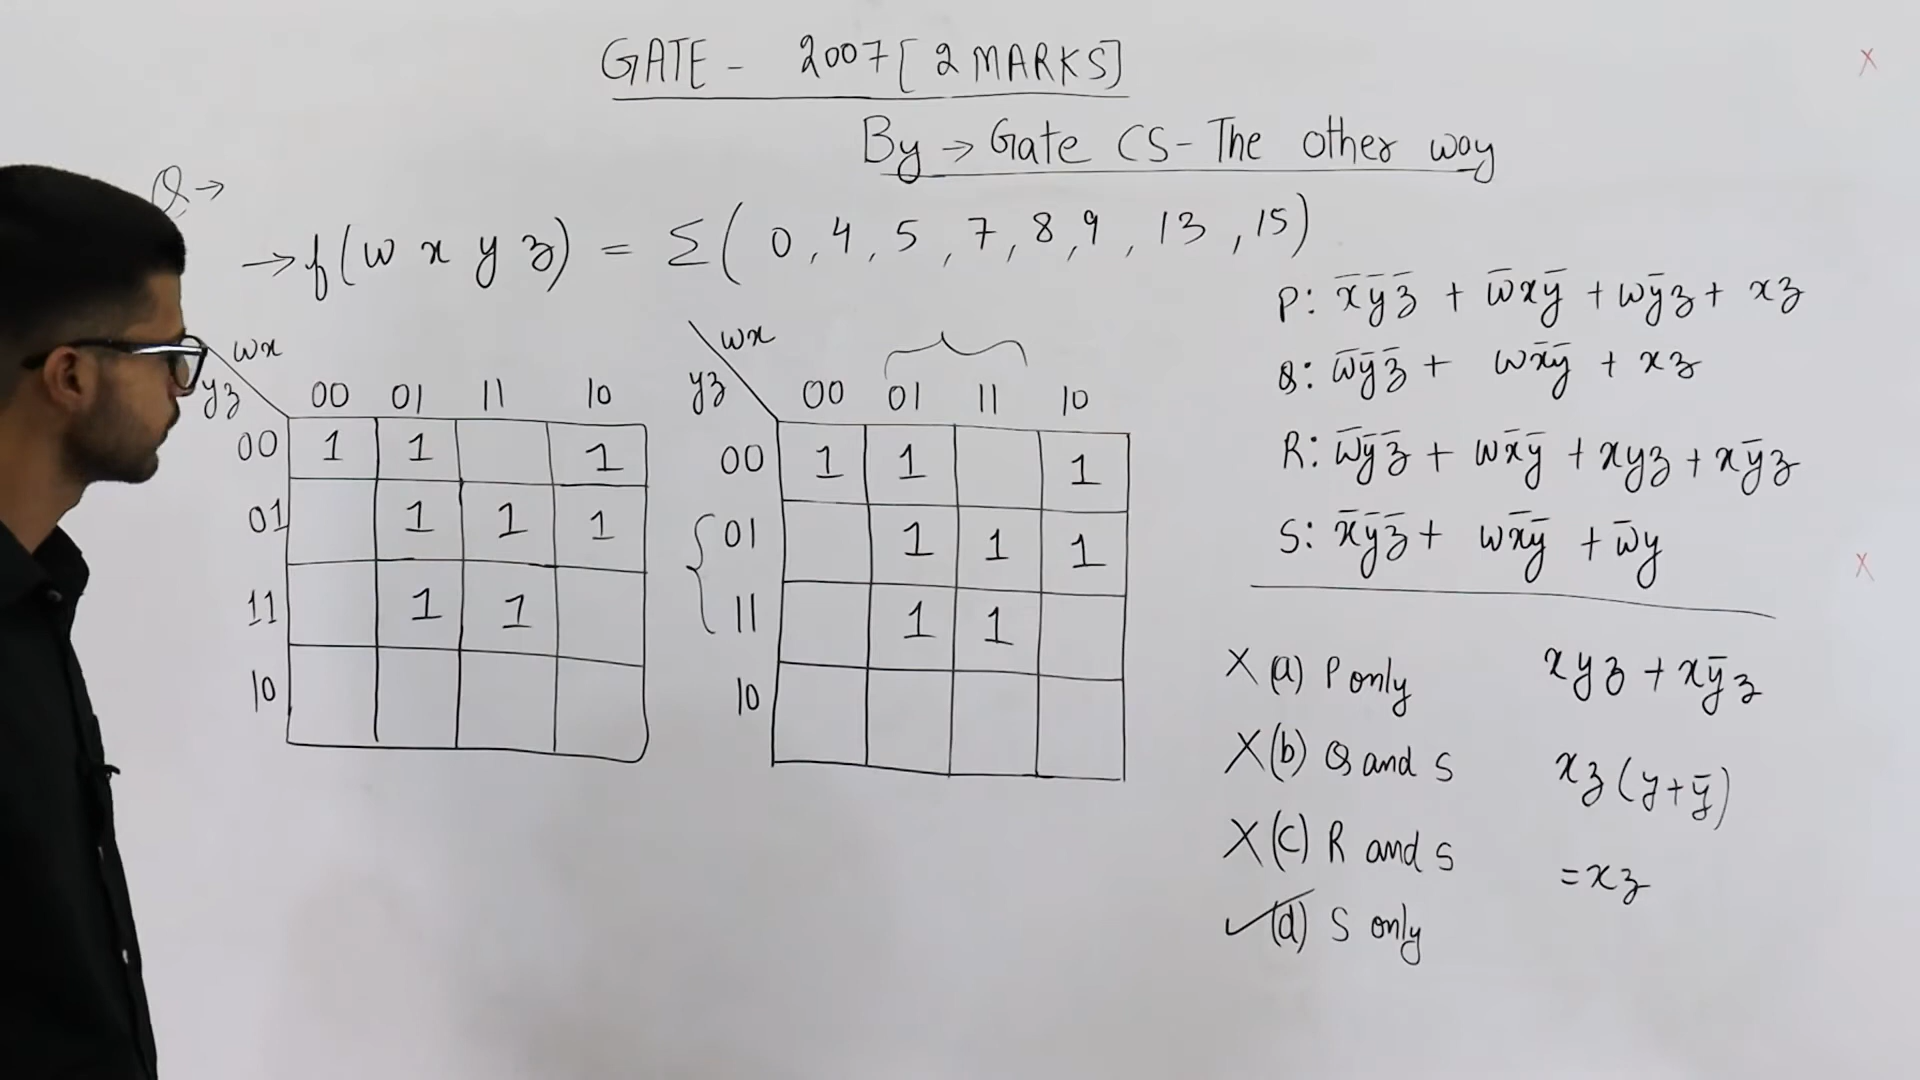 GATE - 2007 [2 MARKS]
By → Gate CS - The other way
Q →
→ f(w x y z) = Σ(0, 4, 5, 7, 8, 9, 13, 15)
P: x̄ȳz̄ + w̄xȳ + wȳz + xz
Q: w̄ȳz̄ + wx̄ȳ + xz
R: w̄ȳz̄ + wx̄ȳ + xyz + xȳz
S: x̄ȳz̄ + wx̄ȳ + w̄y
wx
yz
00 01 11 10
00 1 1 1
01 1 1 1
11 1 1
10
wx
yz
00 01 11 10
00 1 1 1
01 1 1 1
11 1 1
10
X (a) P only
X (b) Q and S
X (c) R and S
✓ (d) S only
xyz + xȳz
xz(y+ȳ)
= xz
X
X